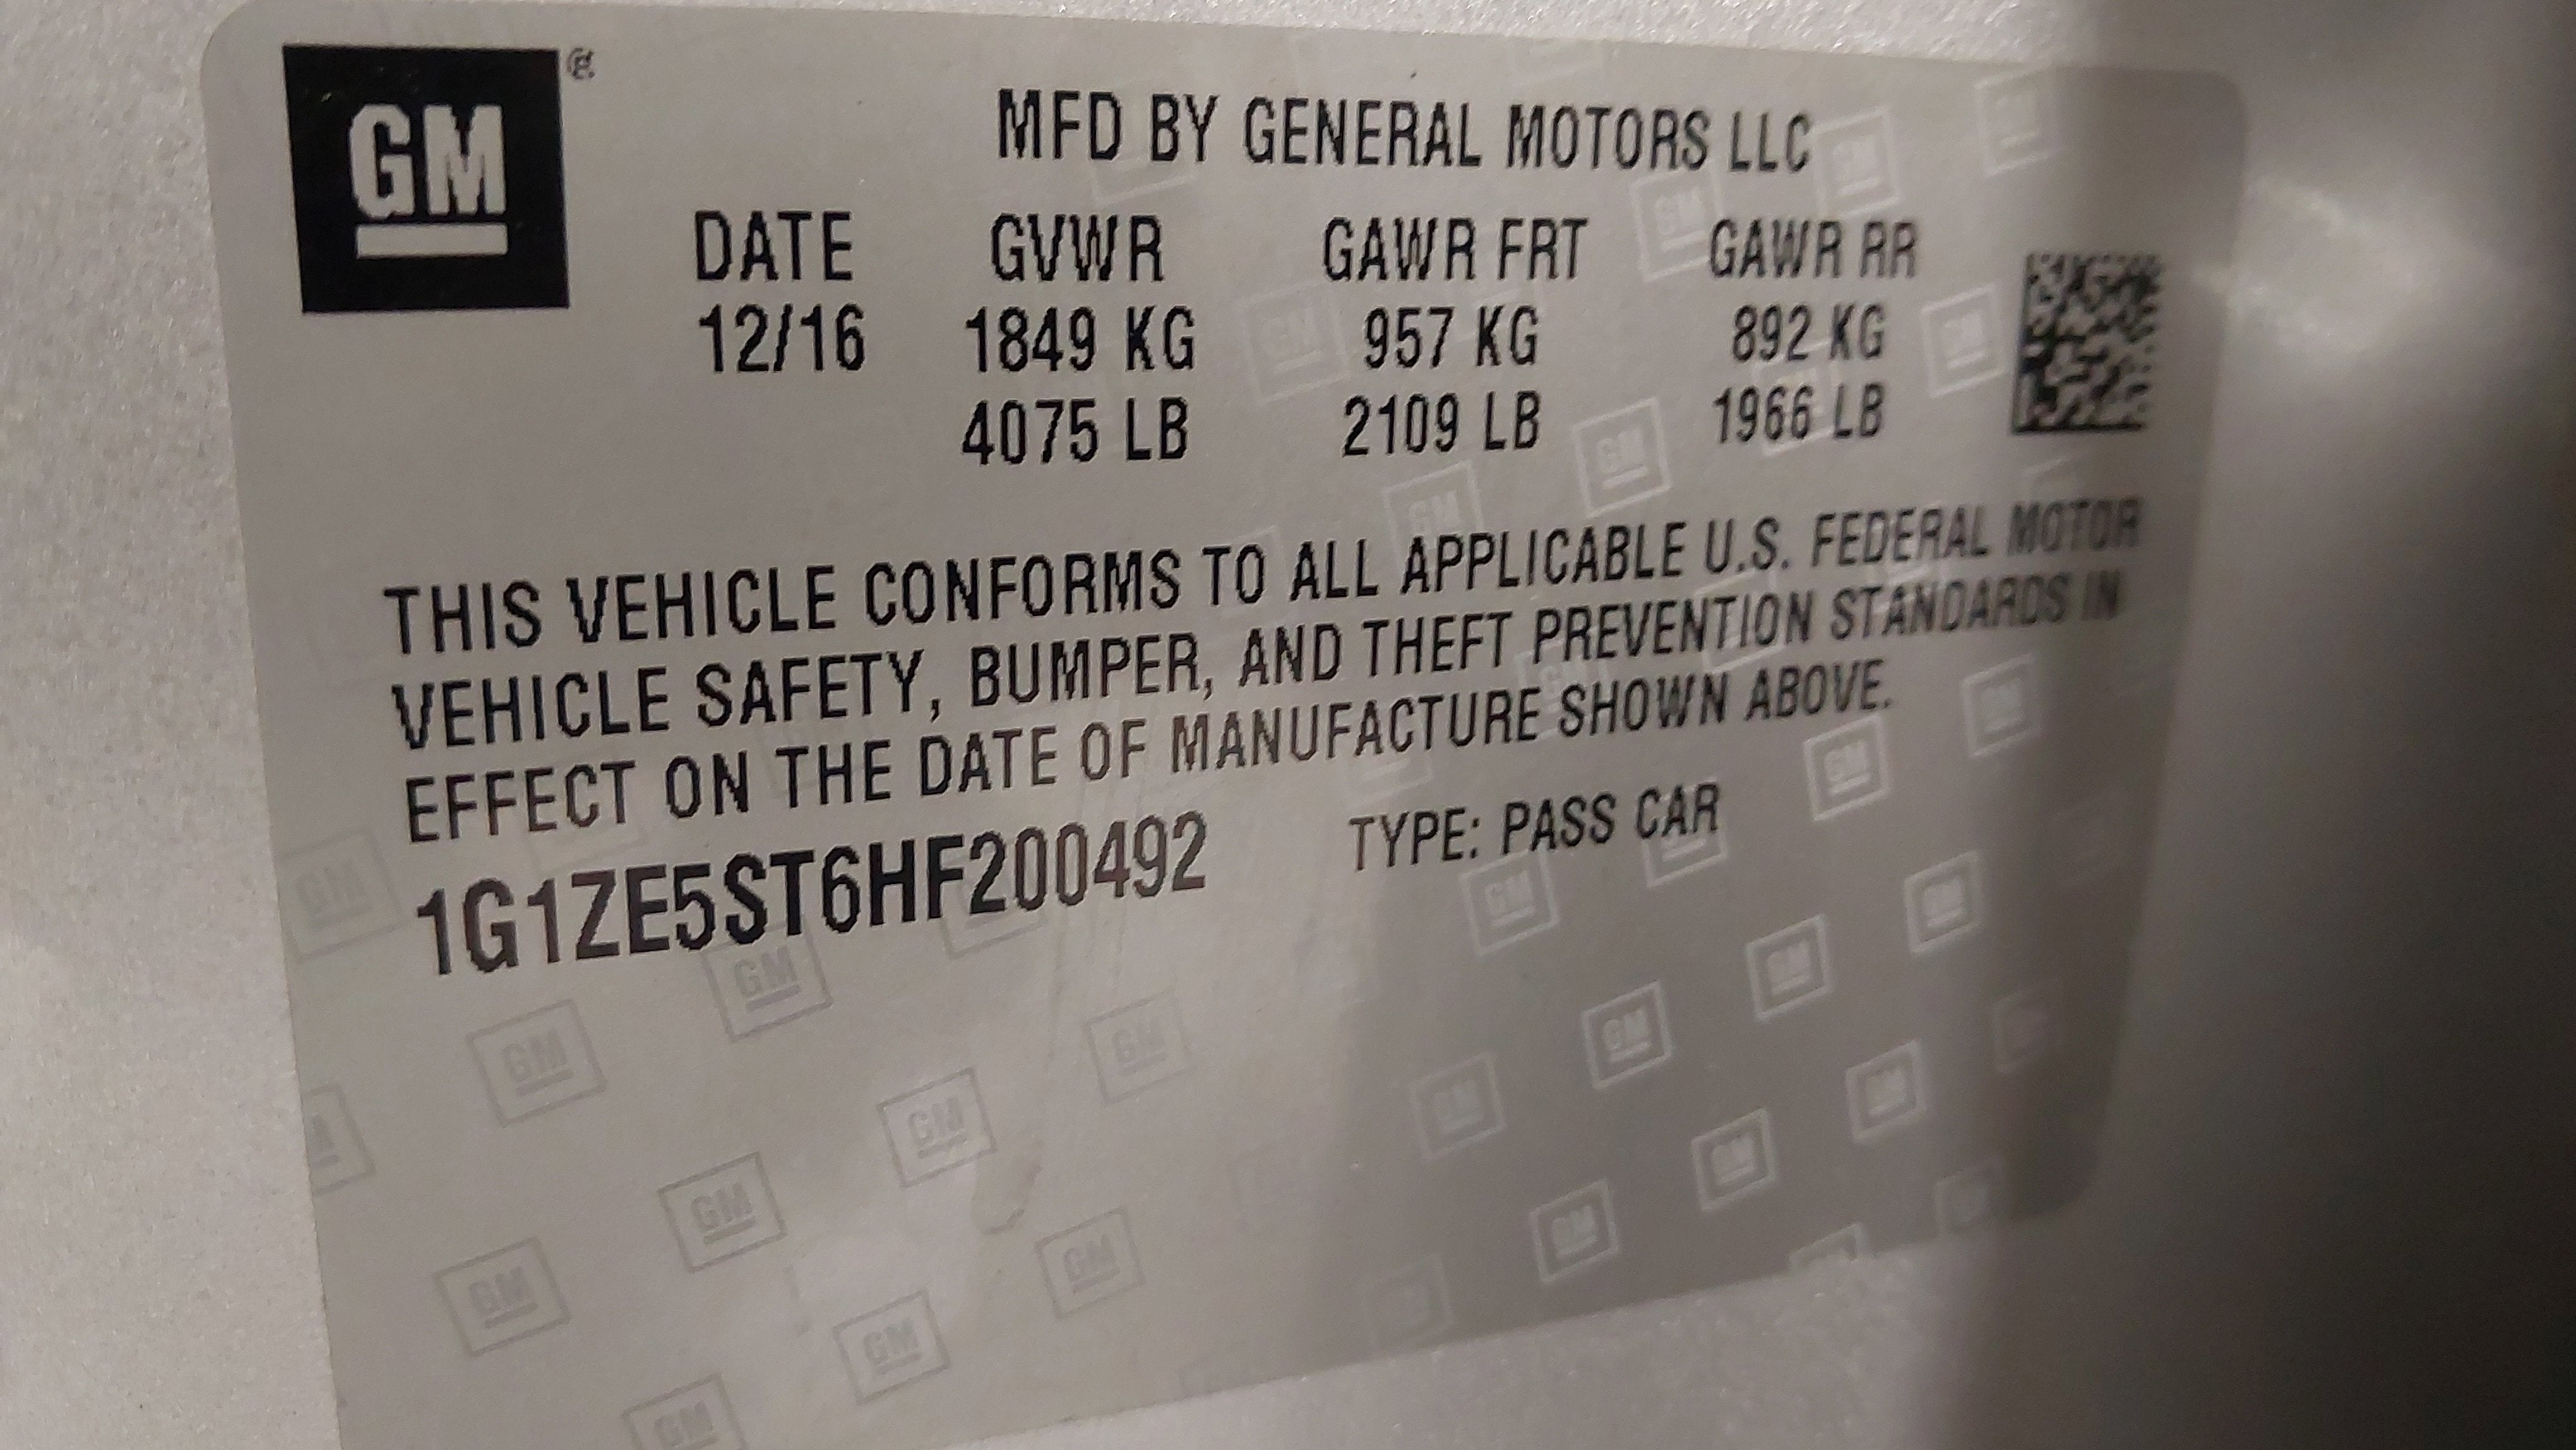 GM®
MFD BY GENERAL MOTORS LLC
DATE GVWR GAWR FRT GAWR RR
12/16 1849 KG 957 KG 892 KG
4075 LB 2109 LB 1966 LB
THIS VEHICLE CONFORMS TO ALL APPLICABLE U.S. FEDERAL MOTOR
VEHICLE SAFETY, BUMPER, AND THEFT PREVENTION STANDARDS IN
EFFECT ON THE DATE OF MANUFACTURE SHOWN ABOVE.
1G1ZE5ST6HF200492 TYPE: PASS CAR